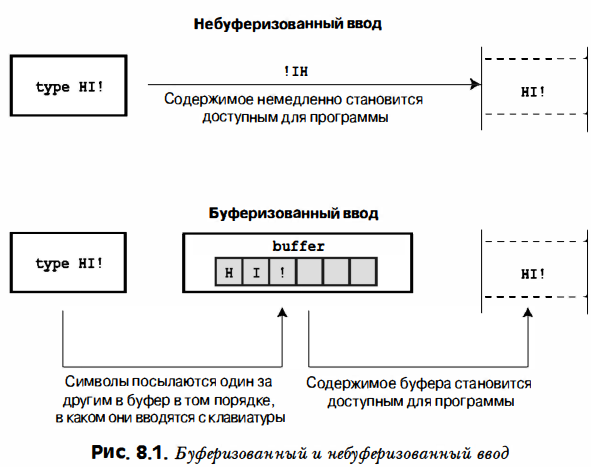 Небуферизованный ввод
type HI!
!IH
HI!
Содержимое немедленно становится
доступным для программы
Буферизованный ввод
type HI!
buffer
H I !
HI!
Символы посылаются один за
другим в буфер в том порядке,
в каком они вводятся с клавиатуры
Содержимое буфера становится
доступным для программы
Рис. 8.1. Буферизованный и небуферизованный ввод